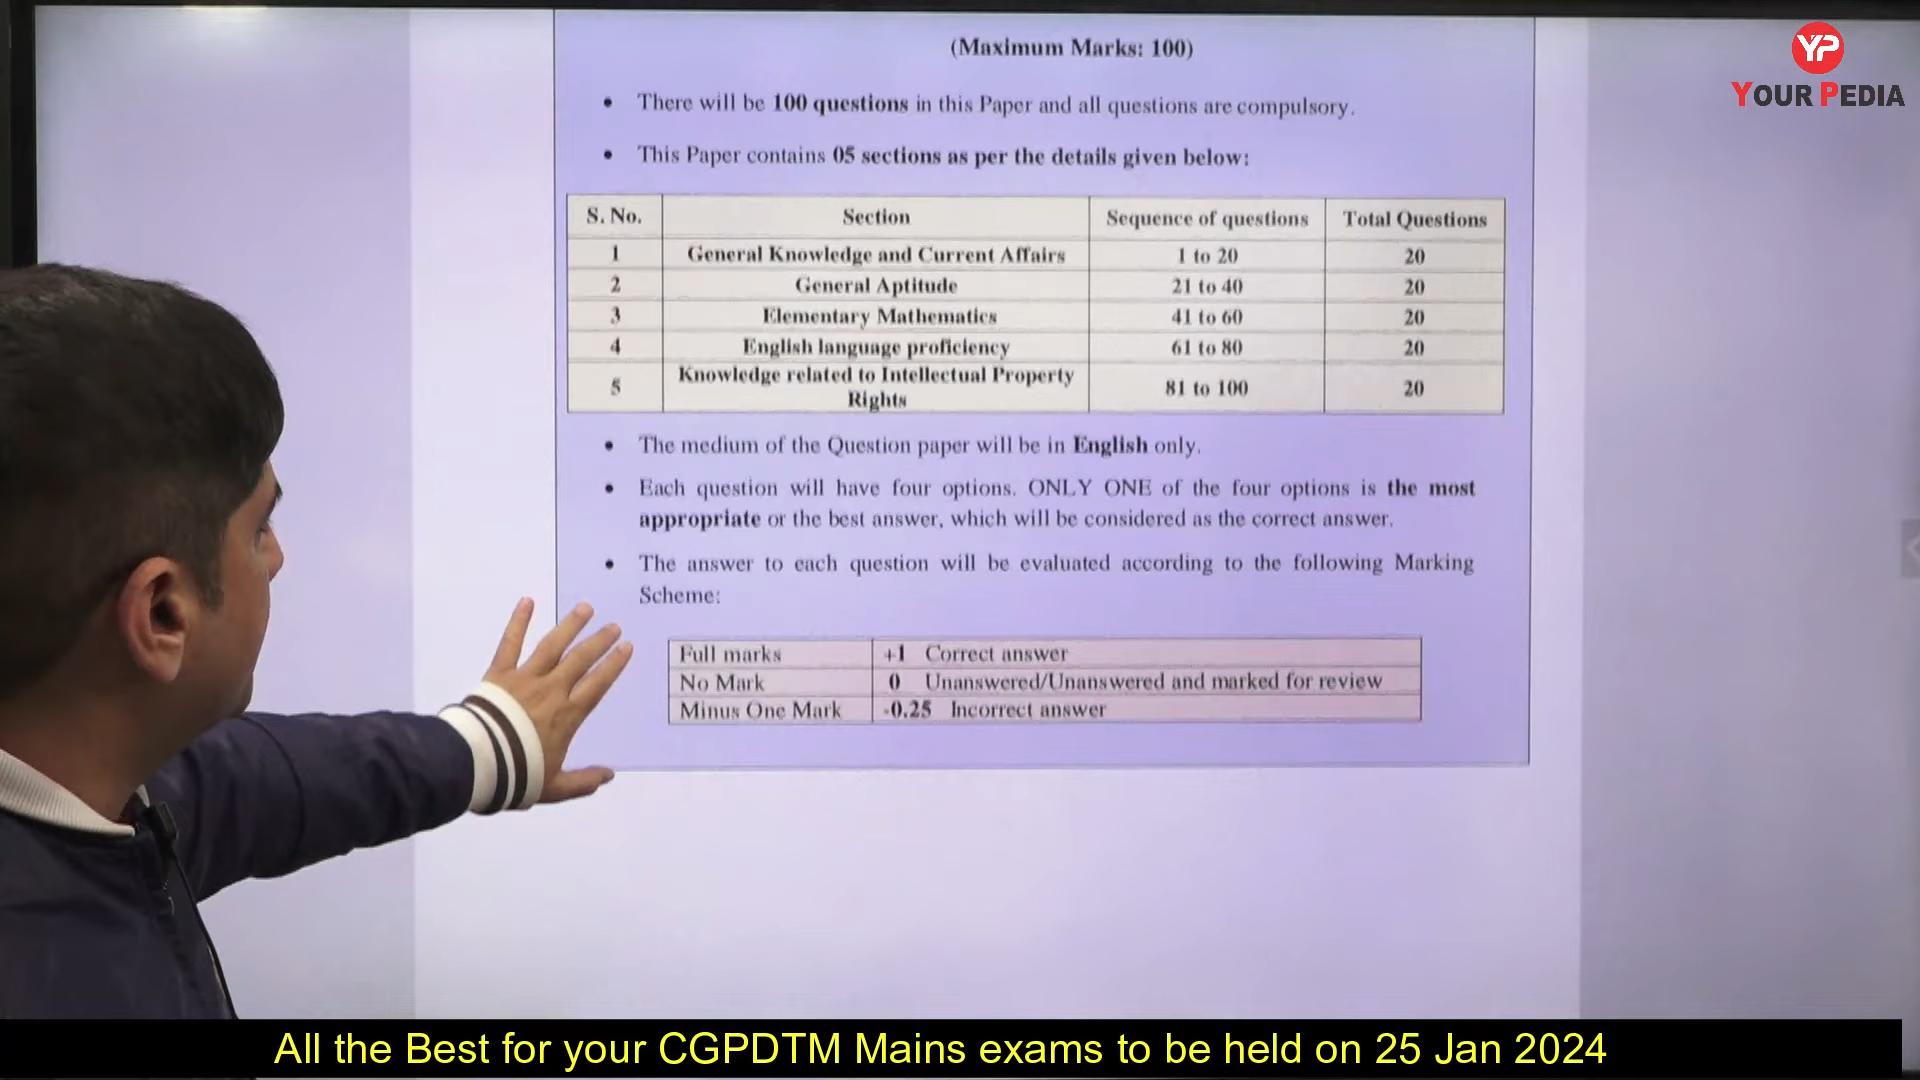 (Maximum Marks: 100)
YP
YOUR PEDIA
• There will be 100 questions in this Paper and all questions are compulsory.
• This Paper contains 05 sections as per the details given below:
S. No. Section Sequence of questions Total Questions
1 General Knowledge and Current Affairs 1 to 20 20
2 General Aptitude 21 to 40 20
3 Elementary Mathematics 41 to 60 20
4 English language proficiency 61 to 80 20
5 Knowledge related to Intellectual Property
Rights 81 to 100 20
• The medium of the Question paper will be in English only.
• Each question will have four options. ONLY ONE of the four options is the most
appropriate or the best answer, which will be considered as the correct answer.
• The answer to each question will be evaluated according to the following Marking
Scheme:
Full marks +1 Correct answer
No Mark 0 Unanswered/Unanswered and marked for review
Minus One Mark -0.25 Incorrect answer
All the Best for your CGPDTM Mains exams to be held on 25 Jan 2024